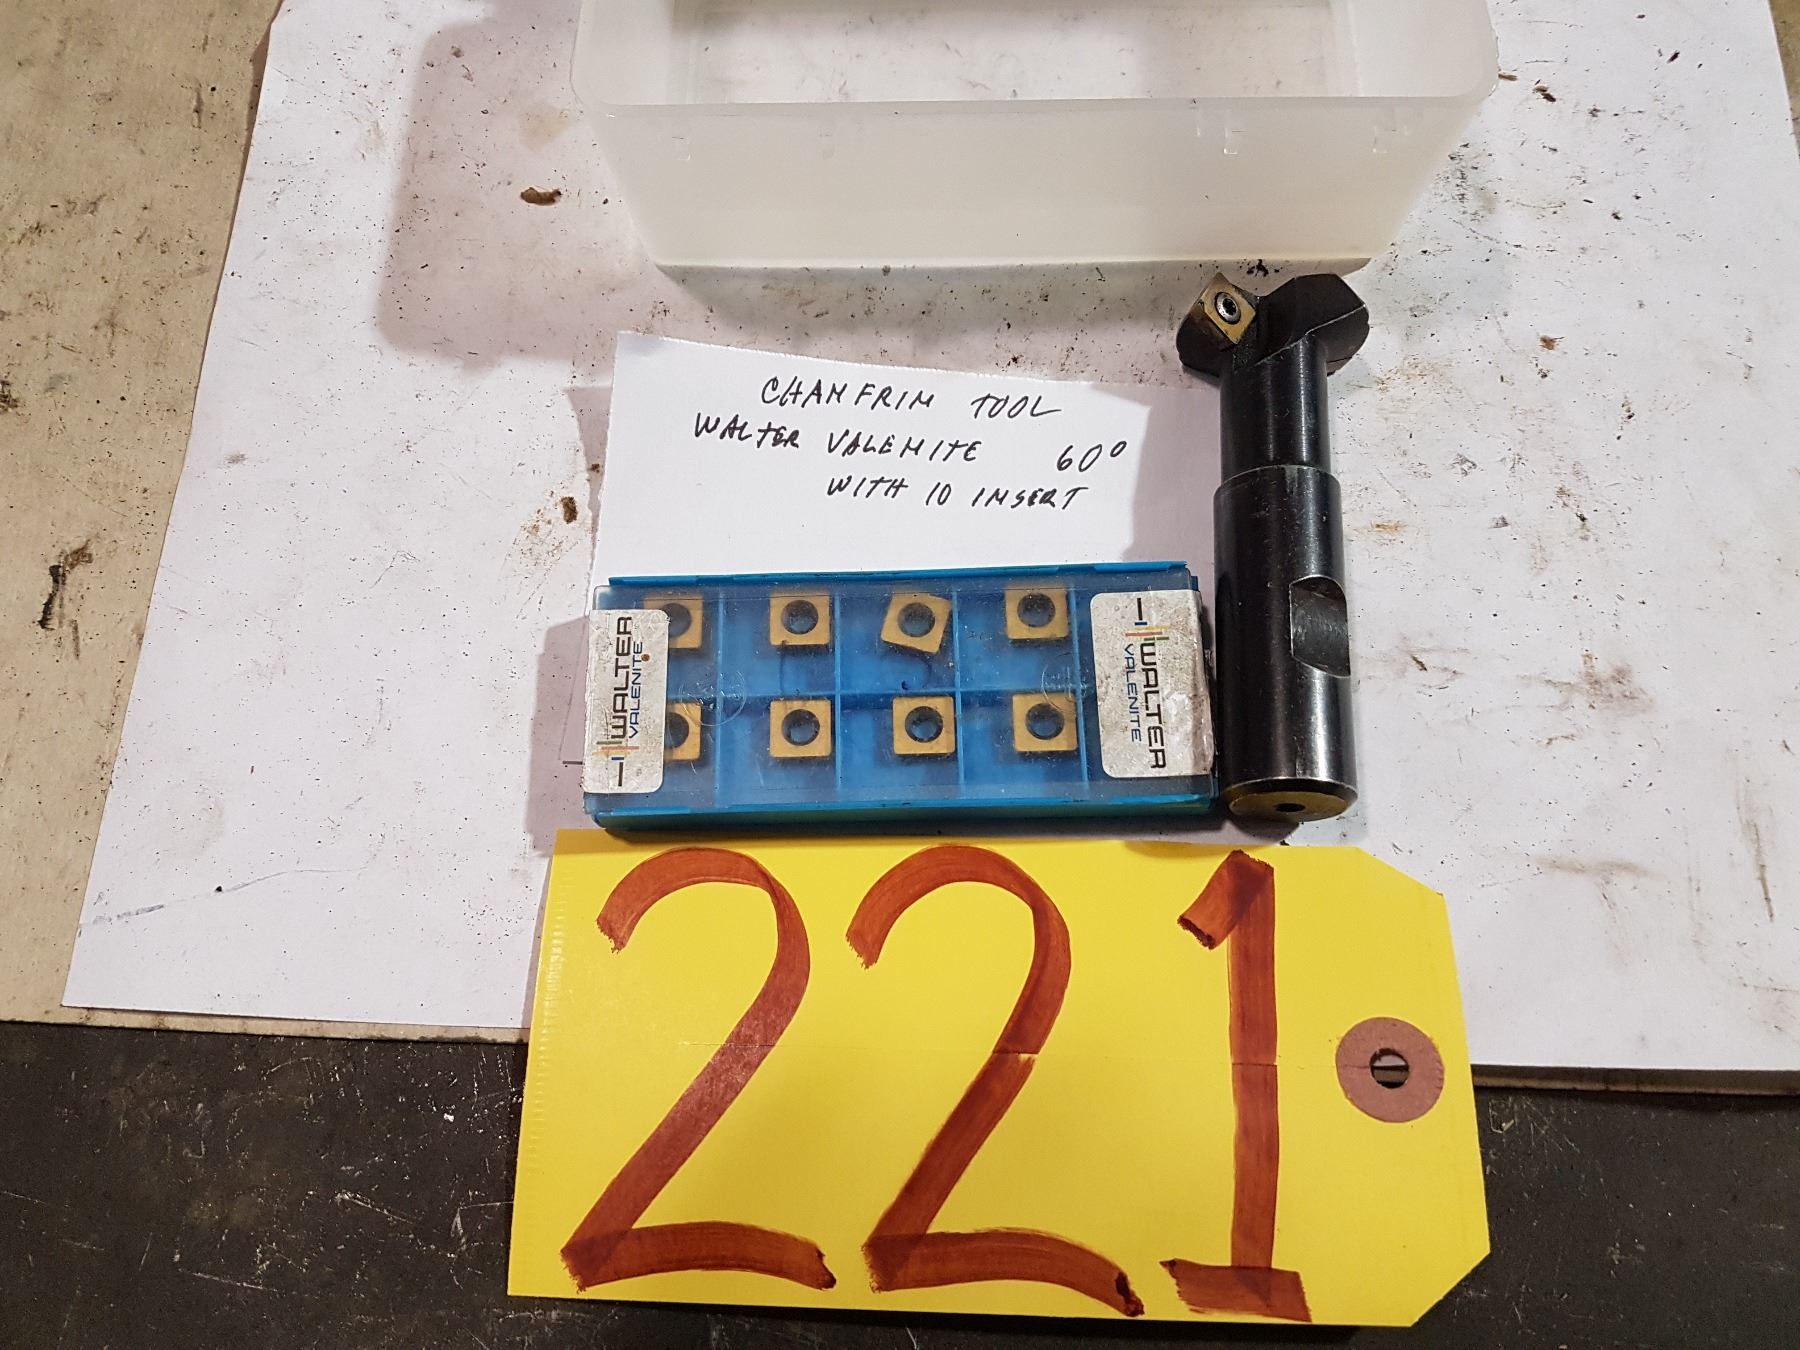 CHAMFRIM TOOL
WALTER VALEMITE 60°
WITH 10 INSERT
WALTER
VALENITE
WALTER
VALENITE
221